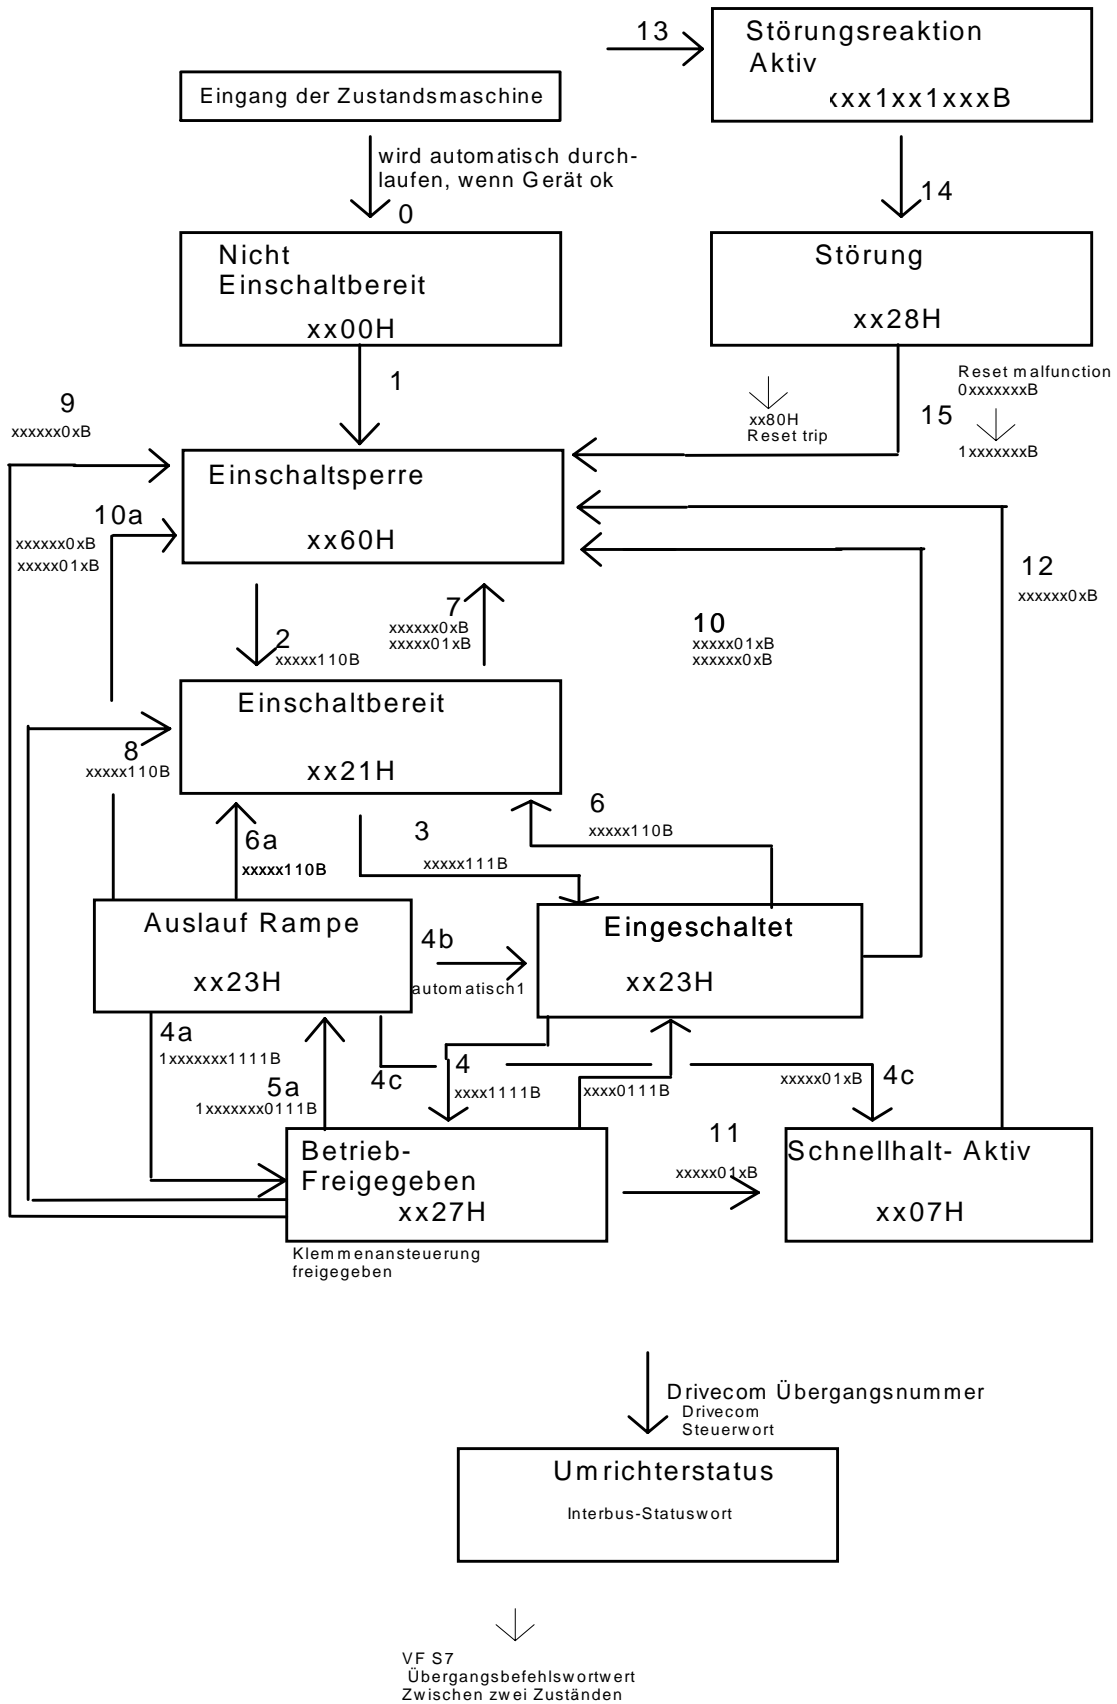 13
Störungsreaktion
Aktiv
xxx1xx1xxxB
Eingang der Zustandsmaschine
wird automatisch durch-
laufen, wenn Gerät ok
0
14
Nicht
Einschaltbereit
xx00H
Störung
xx28H
1
Reset malfunction
0xxxxxxxB
15
1xxxxxxxB
xx80H
Reset trip
9
xxxxxx0xB
Einschaltsperre
xx60H
10a
xxxxxx0xB
xxxxx01xB
12
xxxxxx0xB
2
xxxxx110B
7
xxxxxx0xB
xxxxx01xB
10
xxxxx01xB
xxxxxx0xB
Einschaltbereit
xx21H
8
xxxxx110B
6a
xxxxx110B
3
xxxxx111B
6
xxxxx110B
Auslauf Rampe
xx23H
4b
automatisch1
Eingeschaltet
xx23H
4a
1xxxxxxx1111B
5a
1xxxxxxx0111B
4c
4
xxxx1111B
xxxx0111B
xxxxx01xB
4c
Betrieb-
Freigegeben
xx27H
Klemmenansteuerung
freigegeben
11
xxxxx01xB
Schnellhalt- Aktiv
xx07H
Drivecom Übergangsnummer
Drivecom
Steuerwort
Umrichterstatus
Interbus-Statuswort
VF S7
Übergangsbefehlswortwert
Zwischen zwei Zuständen